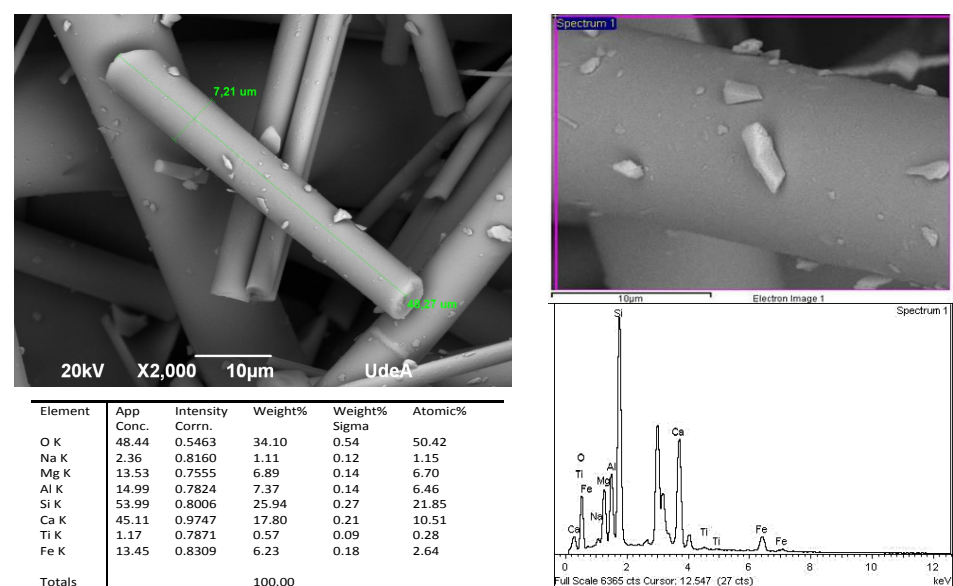 7,21 um
48,27 um
20kV X2,000 10µm UdeA
Spectrum 1
10µm Electron Image 1
Element App Conc. Intensity Corrn. Weight% Weight% Sigma Atomic%
O K 48.44 0.5463 34.10 0.54 50.42
Na K 2.36 0.8160 1.11 0.12 1.15
Mg K 13.53 0.7555 6.89 0.14 6.70
Al K 14.99 0.7824 7.37 0.14 6.46
Si K 53.99 0.8006 25.94 0.27 21.85
Ca K 45.11 0.9747 17.80 0.21 10.51
Ti K 1.17 0.7871 0.57 0.09 0.28
Fe K 13.45 0.8309 6.23 0.18 2.64
Totals 100.00
Spectrum 1
Si
Ca
O
Ti
Fe
Al
Mg
Na
Ca
Ti
Ti
Fe
Fe
0 2 4 6 8 10 12
Full Scale 6365 cts Cursor: 12.547 (27 cts) keV